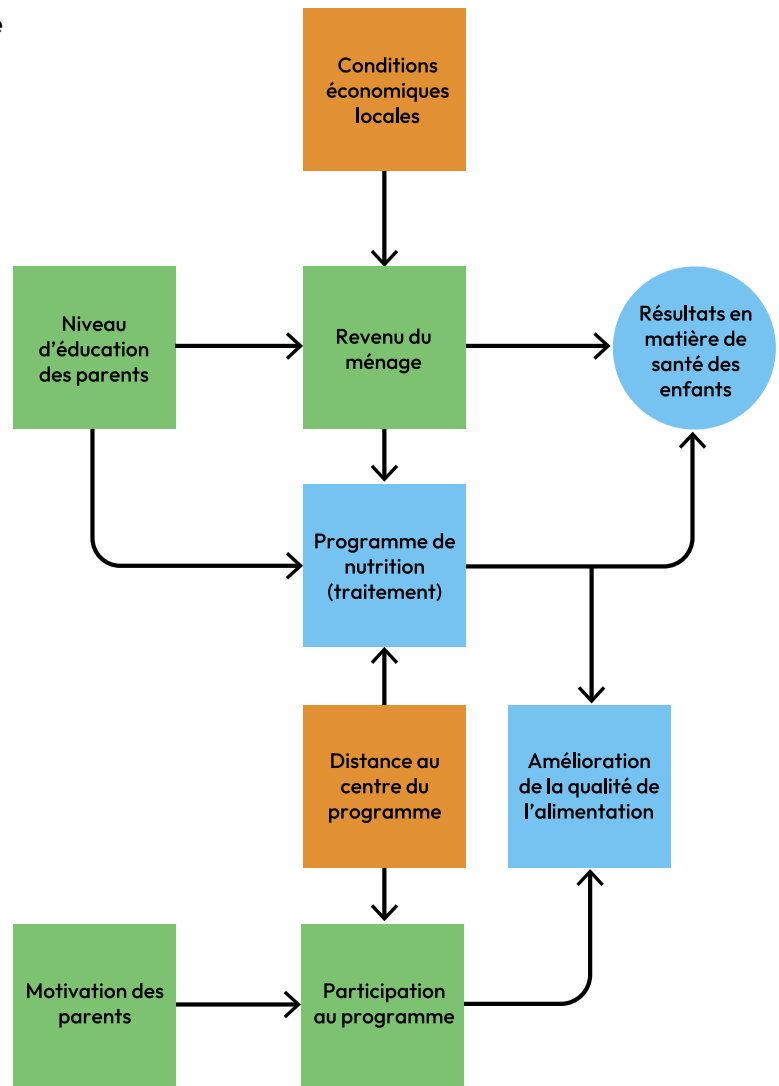 e
Conditions
économiques
locales
Niveau
d’éducation
des parents
Revenu du
ménage
Résultats en
matière de
santé des
enfants
Programme de
nutrition
(traitement)
Distance au
centre du
programme
Amélioration
de la qualité de
l’alimentation
Motivation des
parents
Participation
au programme